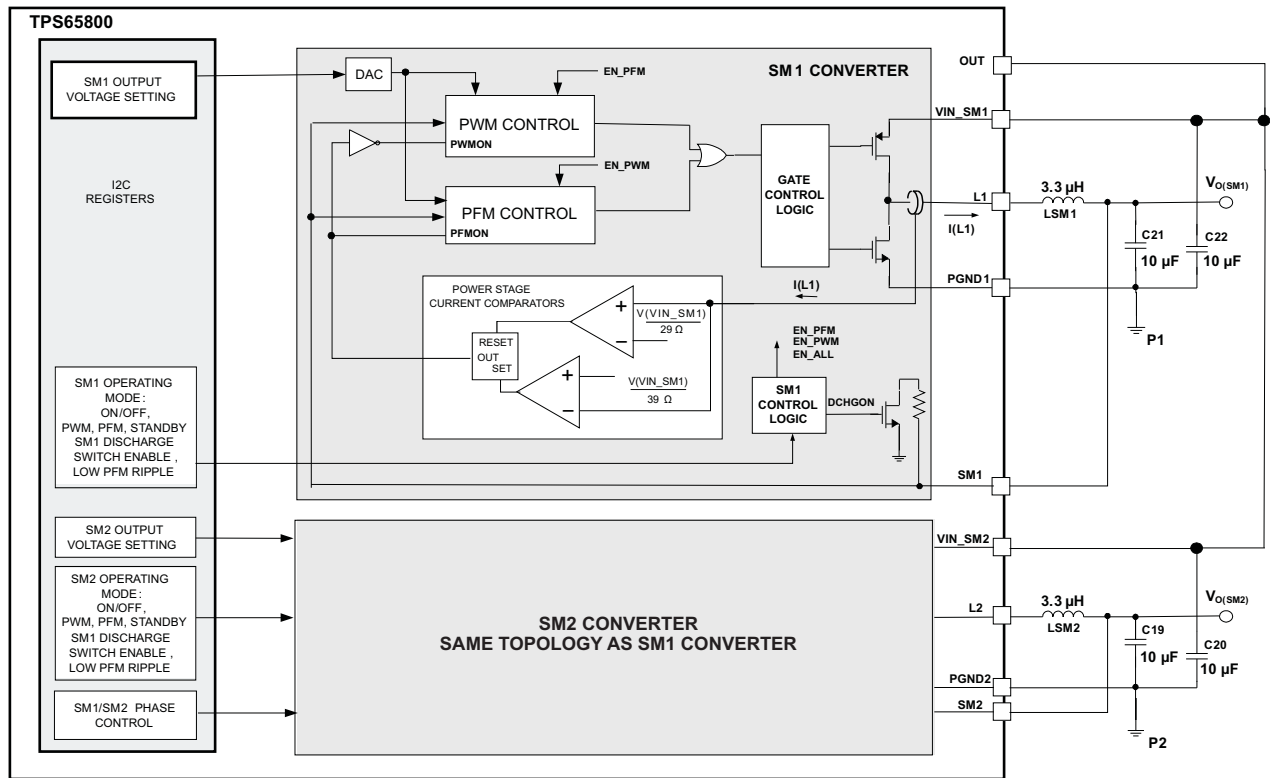 TPS65800
SM1 OUTPUT
VOLTAGE SETTING
I2C
REGISTERS
SM1 OPERATING
MODE :
ON/OFF,
PWM, PFM, STANDBY
SM1 DISCHARGE
SWITCH ENABLE ,
LOW PFM RIPPLE
SM2 OUTPUT
VOLTAGE SETTING
SM2 OPERATING
MODE :
ON/OFF,
PWM, PFM, STANDBY
SM1 DISCHARGE
SWITCH ENABLE ,
LOW PFM RIPPLE
SM1/SM2 PHASE
CONTROL
DAC
EN_PFM
SM1 CONVERTER
PWM CONTROL
PWMON
EN_PWM
PFM CONTROL
PFMON
GATE
CONTROL
LOGIC
POWER STAGE
CURRENT COMPARATORS
I(L1)
+
V(VIN_SM1)
29 Ω
−
RESET
OUT
SET
+
V(VIN_SM1)
39 Ω
−
EN_PFM
EN_PWM
EN_ALL
SM1
CONTROL
LOGIC
DCHGON
SM2 CONVERTER
SAME TOPOLOGY AS SM1 CONVERTER
OUT
VIN_SM1
L1
I(L1)
PGND1
SM1
VIN_SM2
L2
PGND2
SM2
3.3 µH
LSM1
VO(SM1)
C21
10 µF
C22
10 µF
P1
3.3 µH
LSM2
VO(SM2)
C19
10 µF
C20
10 µF
P2